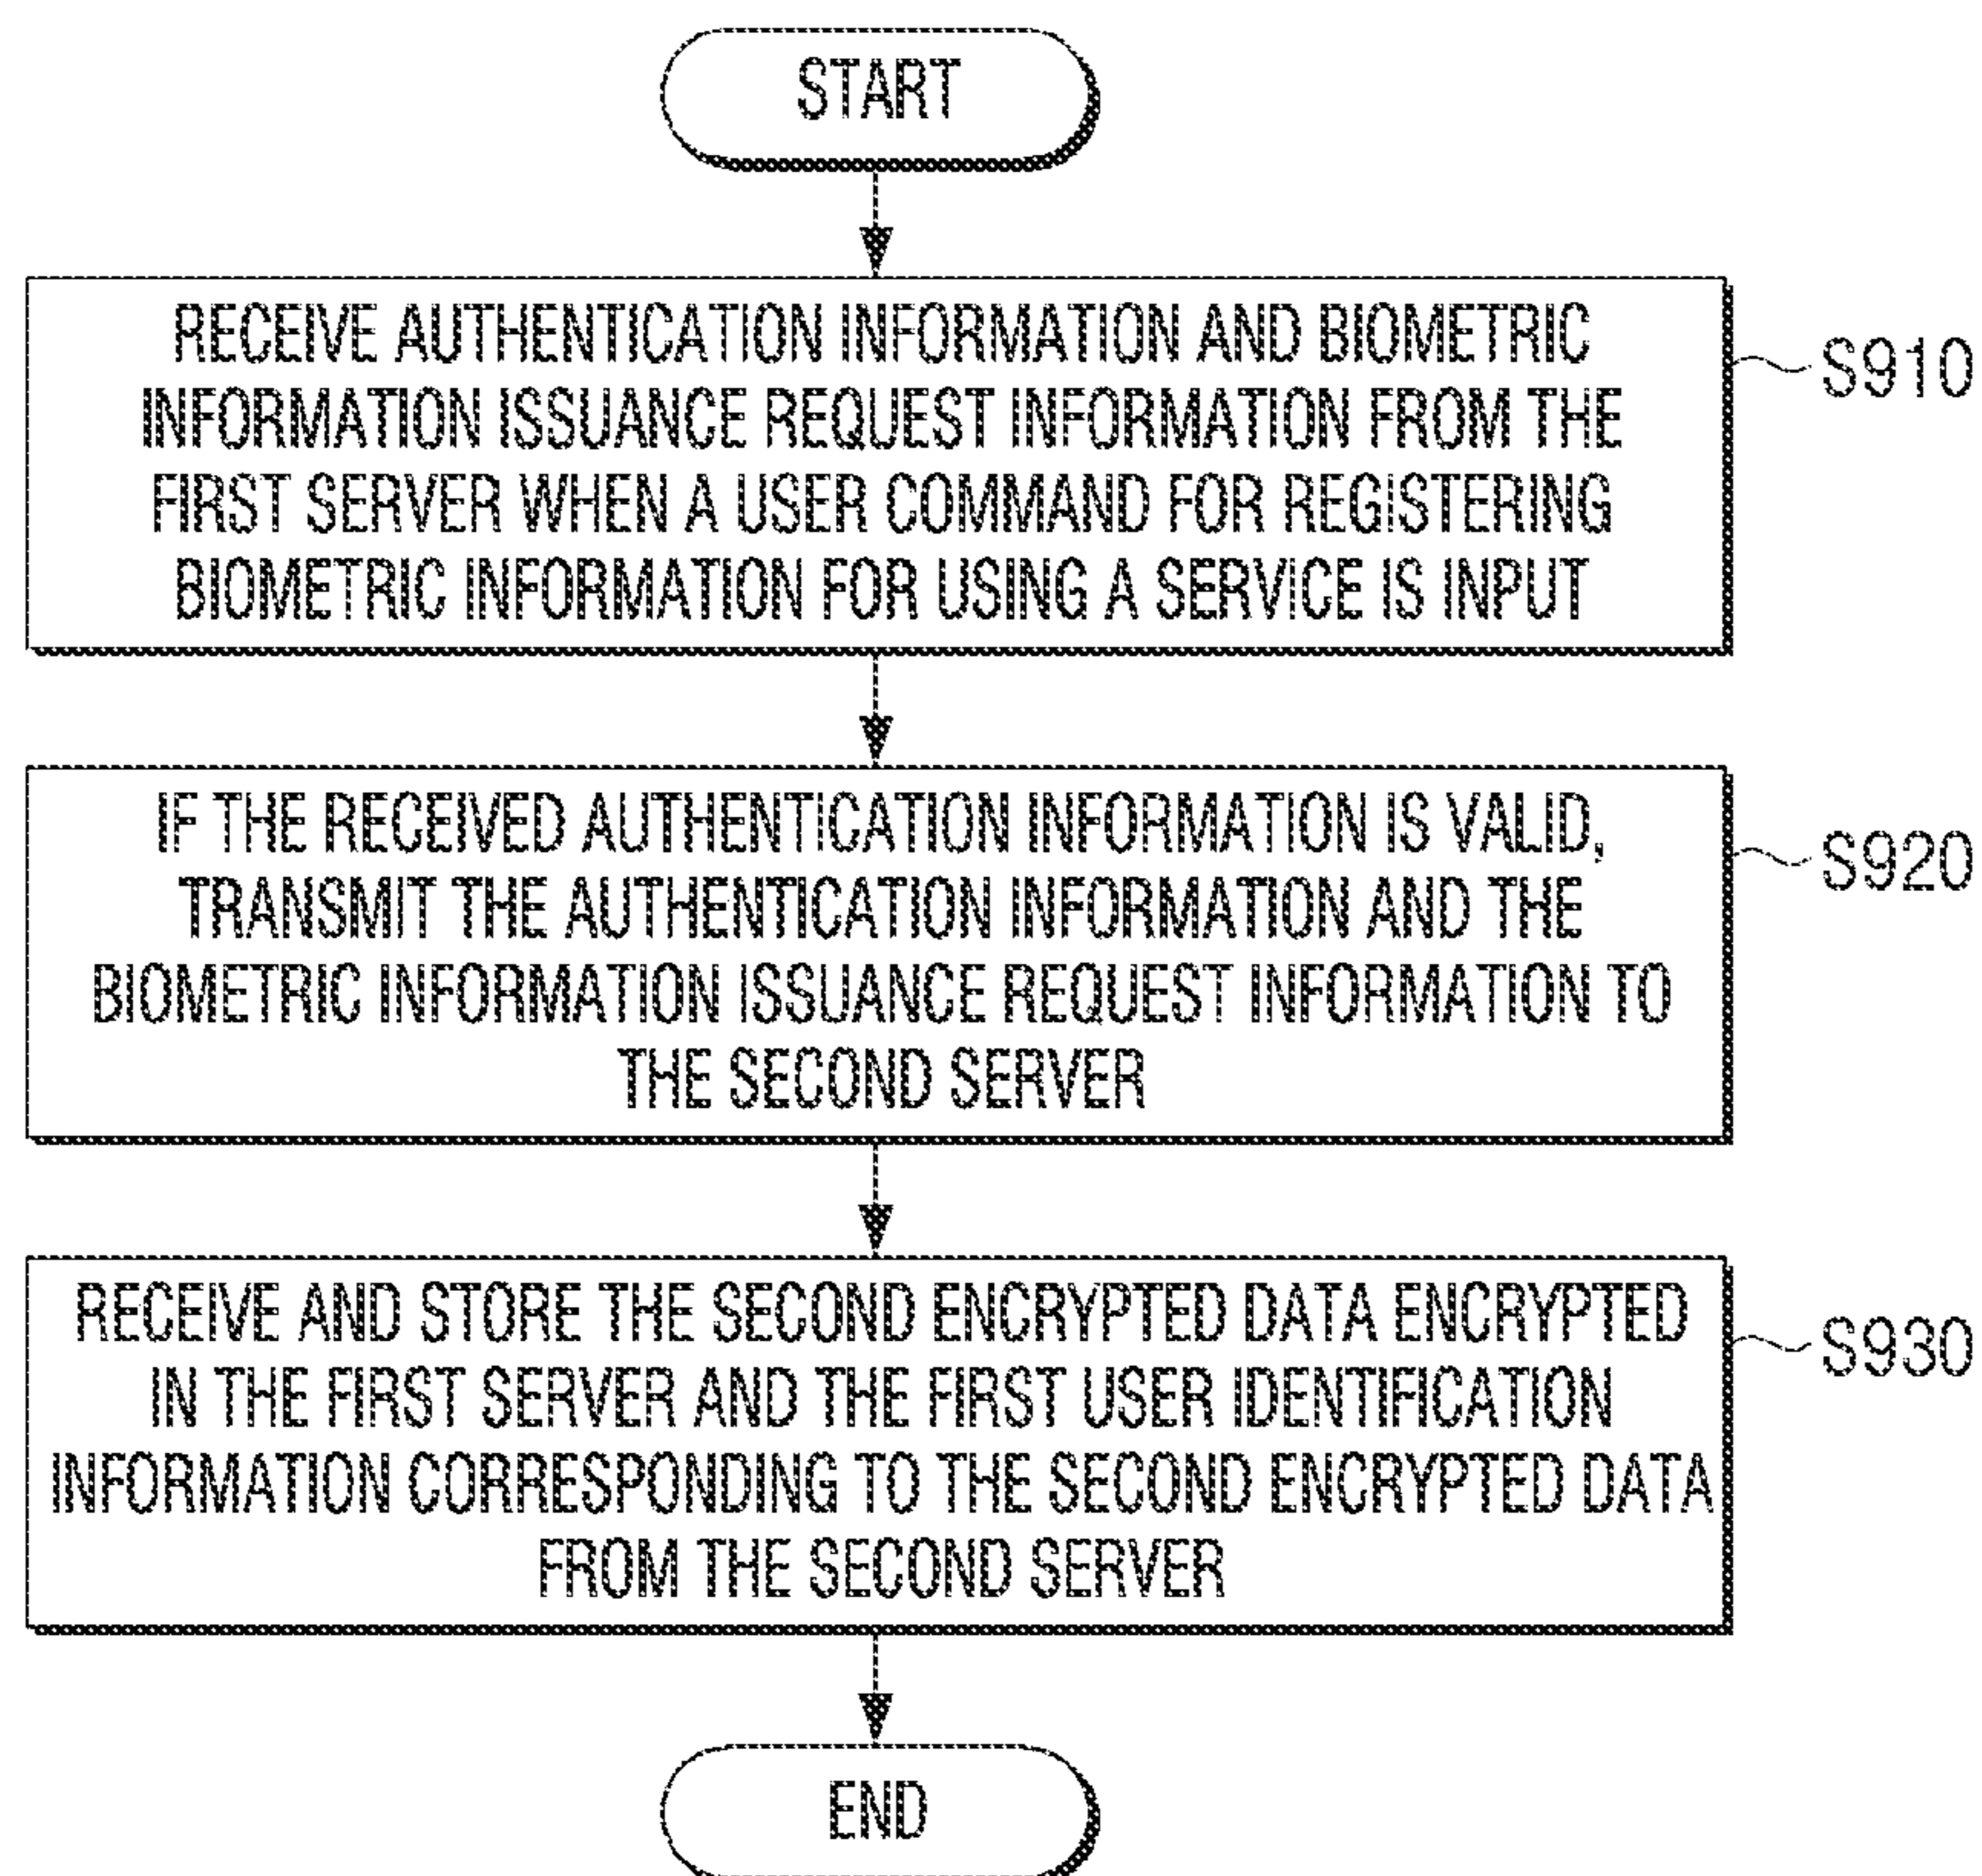 START
RECEIVE AUTHENTICATION INFORMATION AND BIOMETRIC
INFORMATION ISSUANCE REQUEST INFORMATION FROM THE
FIRST SERVER WHEN A USER COMMAND FOR REGISTERING
BIOMETRIC INFORMATION FOR USING A SERVICE IS INPUT
S910
IF THE RECEIVED AUTHENTICATION INFORMATION IS VALID,
TRANSMIT THE AUTHENTICATION INFORMATION AND THE
BIOMETRIC INFORMATION ISSUANCE REQUEST INFORMATION TO
THE SECOND SERVER
S920
RECEIVE AND STORE THE SECOND ENCRYPTED DATA ENCRYPTED
IN THE FIRST SERVER AND THE FIRST USER IDENTIFICATION
INFORMATION CORRESPONDING TO THE SECOND ENCRYPTED DATA
FROM THE SECOND SERVER
S930
END